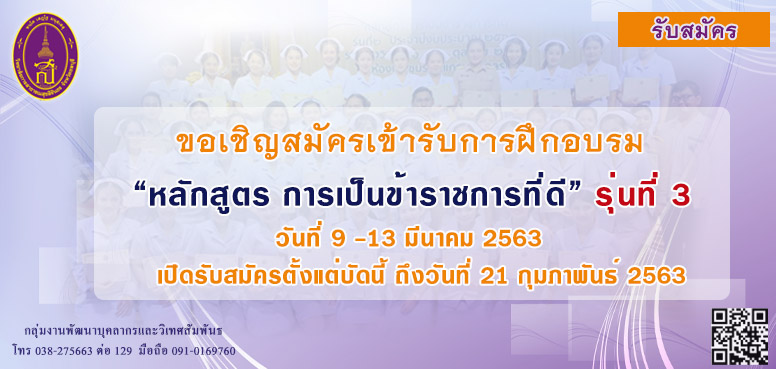 รับสมัคร
ขอเชิญสมัครเข้ารับการฝึกอบรม
“หลักสูตร การเป็นข้าราชการที่ดี” รุ่นที่ 3
วันที่ 9 –13 มีนาคม 2563
เปิดรับสมัครตั้งแต่บัดนี้ ถึงวันที่ 21 กุมภาพันธ์ 2563
กลุ่มงานพัฒนาบุคลากรและวิเทศสัมพันธ
โทร 038-275663 ต่อ 129 มือถือ 091-0169760